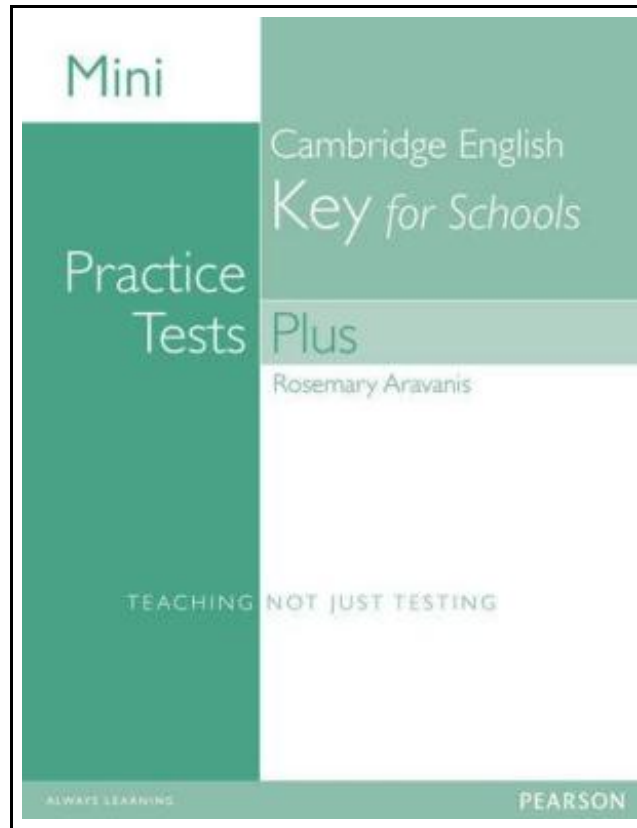 Mini
Cambridge English
Key for Schools
Practice
Tests Plus
Rosemary Aravanis
TEACHING NOT JUST TESTING
ALWAYS LEARNING
PEARSON